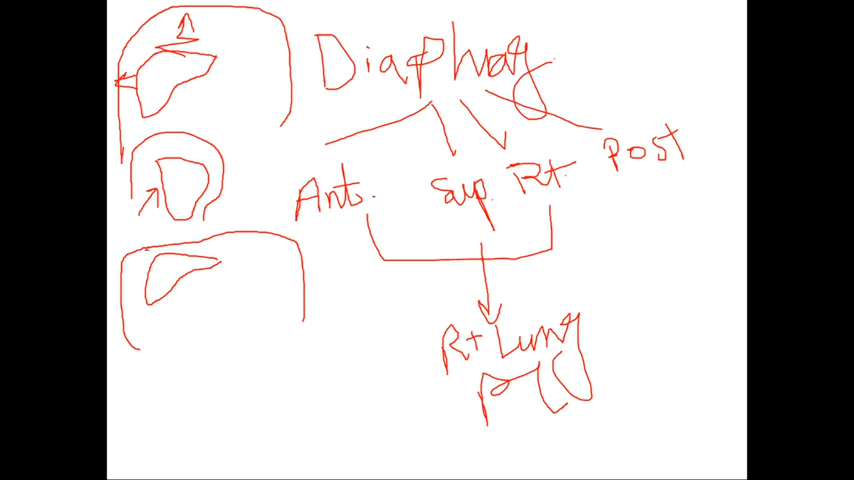 Diaphrag
Ant. Sup. Rt. Post
Rt Lung